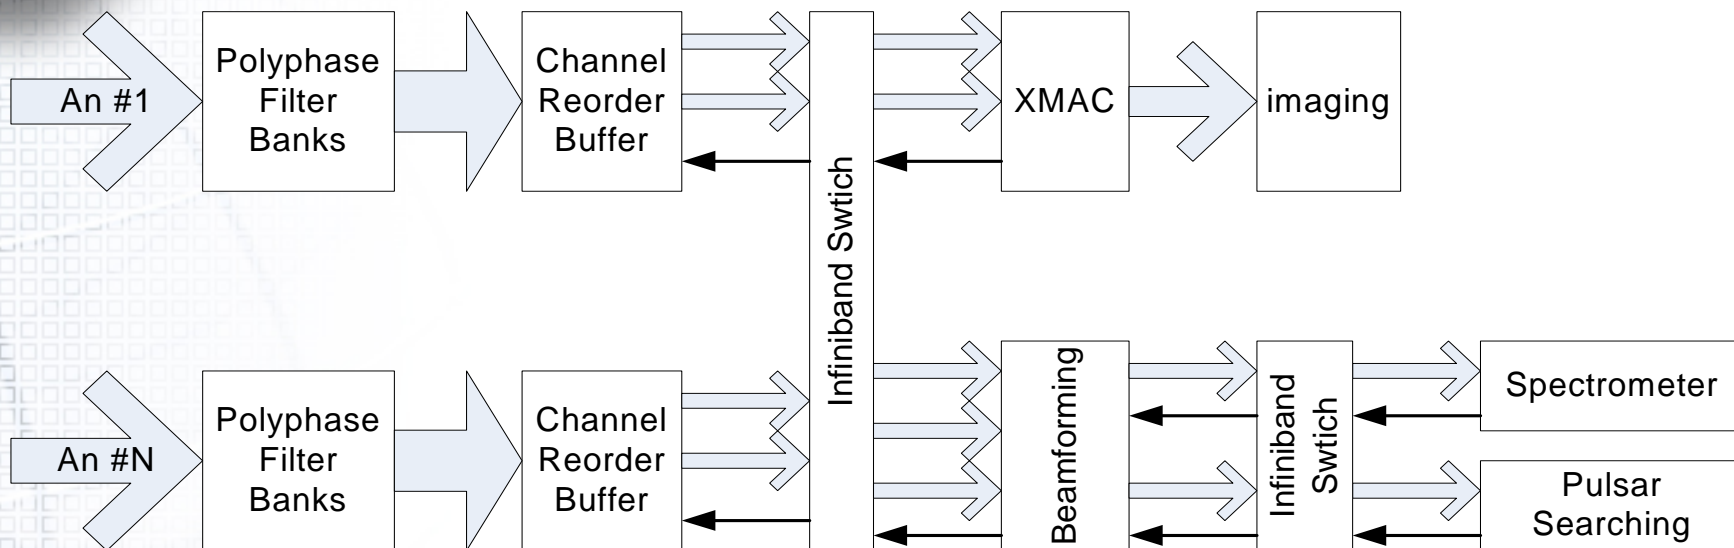 An #1
Polyphase
Filter
Banks
Channel
Reorder
Buffer
Infiniband Swtich
XMAC
imaging
An #N
Polyphase
Filter
Banks
Channel
Reorder
Buffer
Beamforming
Infiniband
Swtich
Spectrometer
Pulsar
Searching